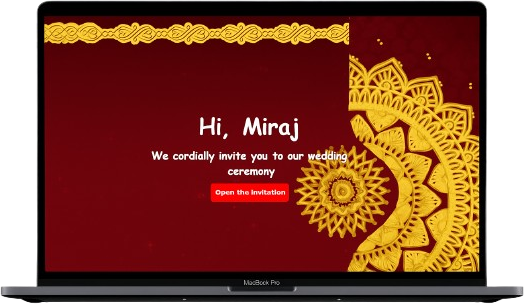 Hi, Miraj
We cordially invite you to our wedding
ceremony
Open the Invitation
MacBook Pro